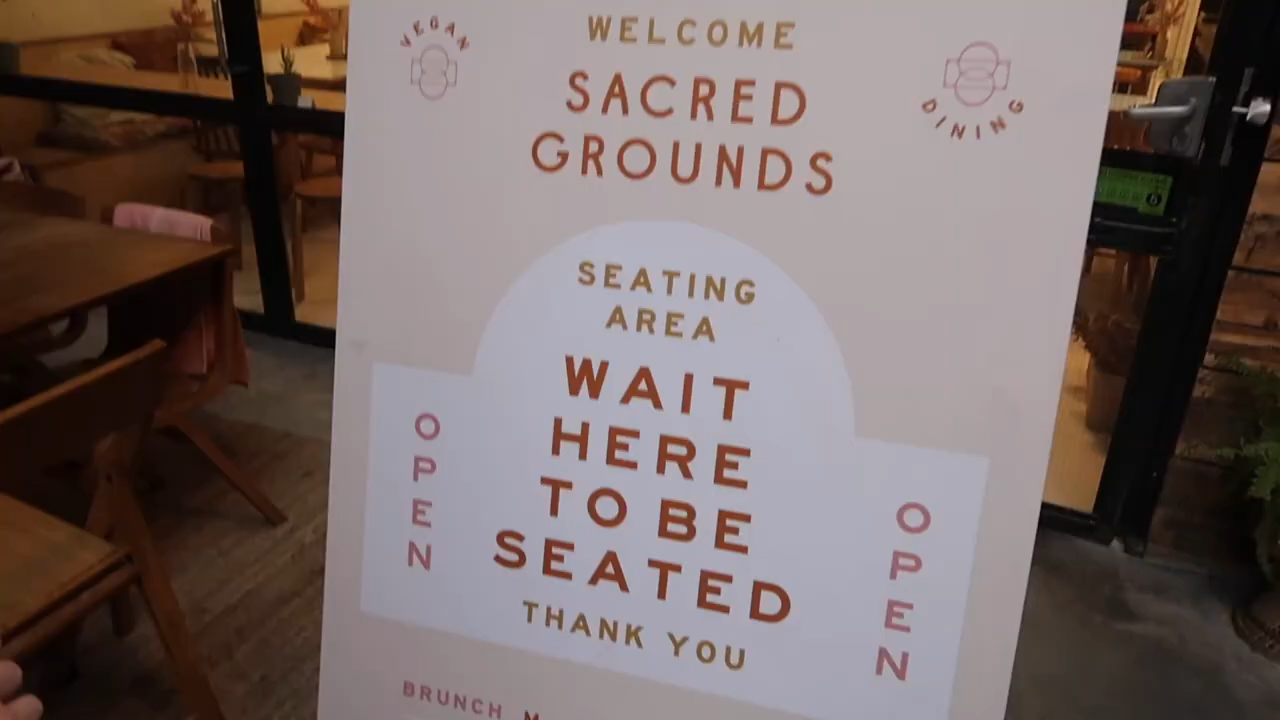 WELCOME
VEGAN
DINING
SACRED
GROUNDS
SEATING
AREA
WAIT
HERE
TO BE
SEATED
THANK YOU
OPEN
OPEN
BRUNCH